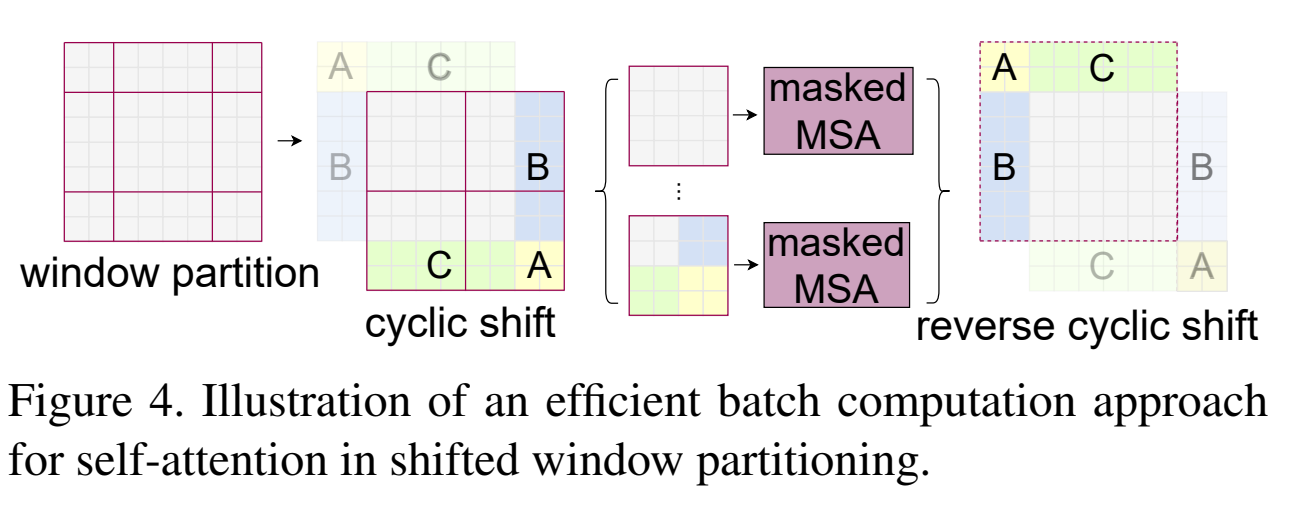 A C
B
B
C A
window partition
cyclic shift
masked
MSA
⋮
masked
MSA
A C
B
B
C A
reverse cyclic shift
Figure 4. Illustration of an efficient batch computation approach
for self-attention in shifted window partitioning.